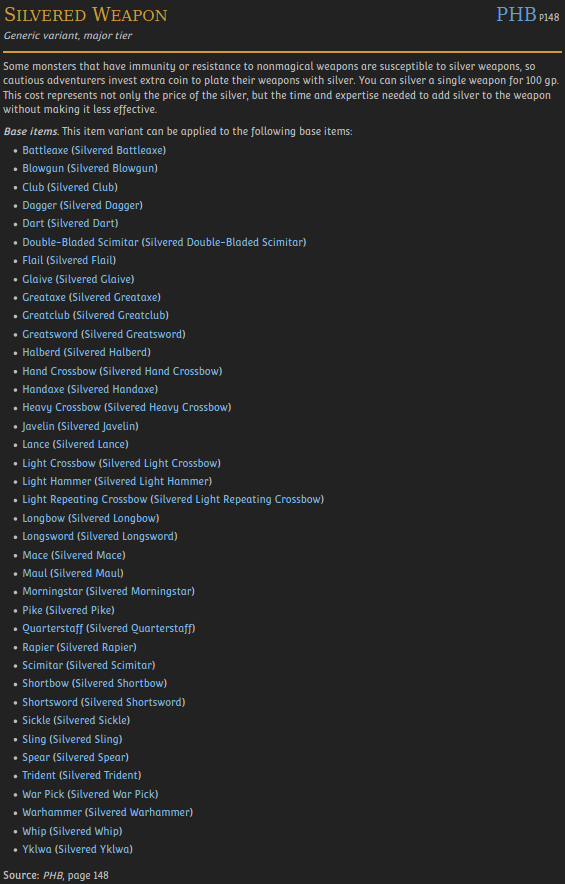 Silvered Weapon PHB P148
Generic variant, major tier
Some monsters that have immunity or resistance to nonmagical weapons are susceptible to silver weapons, so
cautious adventurers invest extra coin to plate their weapons with silver. You can silver a single weapon for 100 gp.
This cost represents not only the price of the silver, but the time and expertise needed to add silver to the weapon
without making it less effective.
Base items. This item variant can be applied to the following base items:
• Battleaxe (Silvered Battleaxe)
• Blowgun (Silvered Blowgun)
• Club (Silvered Club)
• Dagger (Silvered Dagger)
• Dart (Silvered Dart)
• Double-Bladed Scimitar (Silvered Double-Bladed Scimitar)
• Flail (Silvered Flail)
• Glaive (Silvered Glaive)
• Greataxe (Silvered Greataxe)
• Greatclub (Silvered Greatclub)
• Greatsword (Silvered Greatsword)
• Halberd (Silvered Halberd)
• Hand Crossbow (Silvered Hand Crossbow)
• Handaxe (Silvered Handaxe)
• Heavy Crossbow (Silvered Heavy Crossbow)
• Javelin (Silvered Javelin)
• Lance (Silvered Lance)
• Light Crossbow (Silvered Light Crossbow)
• Light Hammer (Silvered Light Hammer)
• Light Repeating Crossbow (Silvered Light Repeating Crossbow)
• Longbow (Silvered Longbow)
• Longsword (Silvered Longsword)
• Mace (Silvered Mace)
• Maul (Silvered Maul)
• Morningstar (Silvered Morningstar)
• Pike (Silvered Pike)
• Quarterstaff (Silvered Quarterstaff)
• Rapier (Silvered Rapier)
• Scimitar (Silvered Scimitar)
• Shortbow (Silvered Shortbow)
• Shortsword (Silvered Shortsword)
• Sickle (Silvered Sickle)
• Sling (Silvered Sling)
• Spear (Silvered Spear)
• Trident (Silvered Trident)
• War Pick (Silvered War Pick)
• Warhammer (Silvered Warhammer)
• Whip (Silvered Whip)
• Yklwa (Silvered Yklwa)
Source: PHB, page 148